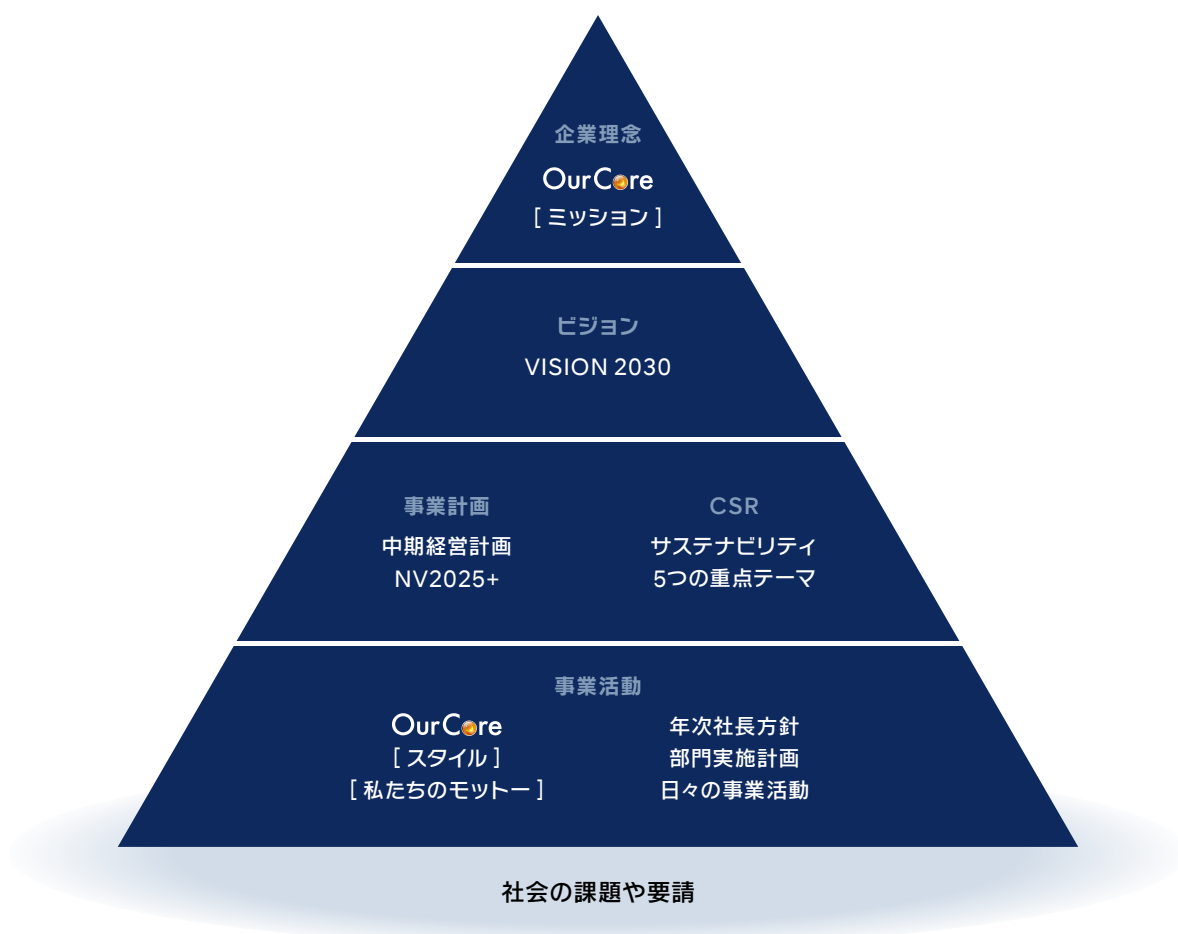 企業理念
OurCore
[ ミッション ]
ビジョン
VISION 2030
事業計画
中期経営計画
NV2025+
CSR
サステナビリティ
5つの重点テーマ
事業活動
OurCore
[ スタイル ]
[ 私たちのモットー ]
年次社長方針
部門実施計画
日々の事業活動
社会の課題や要請